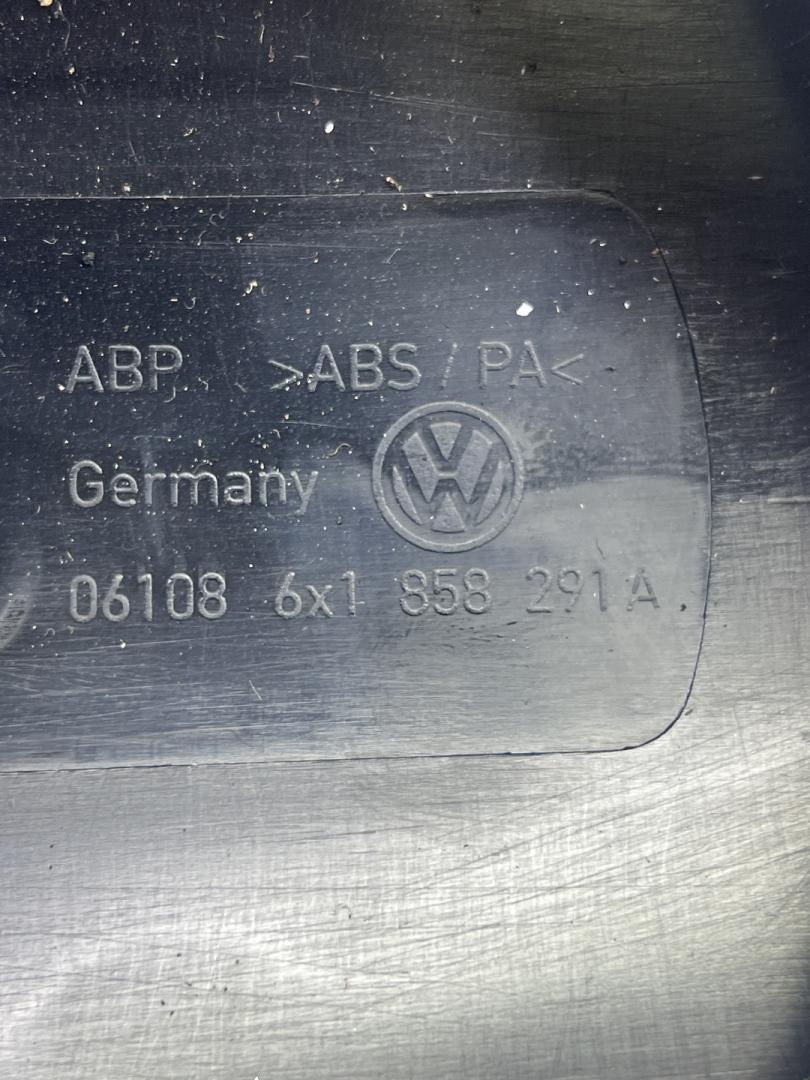 ABP >ABS / PA<
Germany
06108 6x1 858 291 A